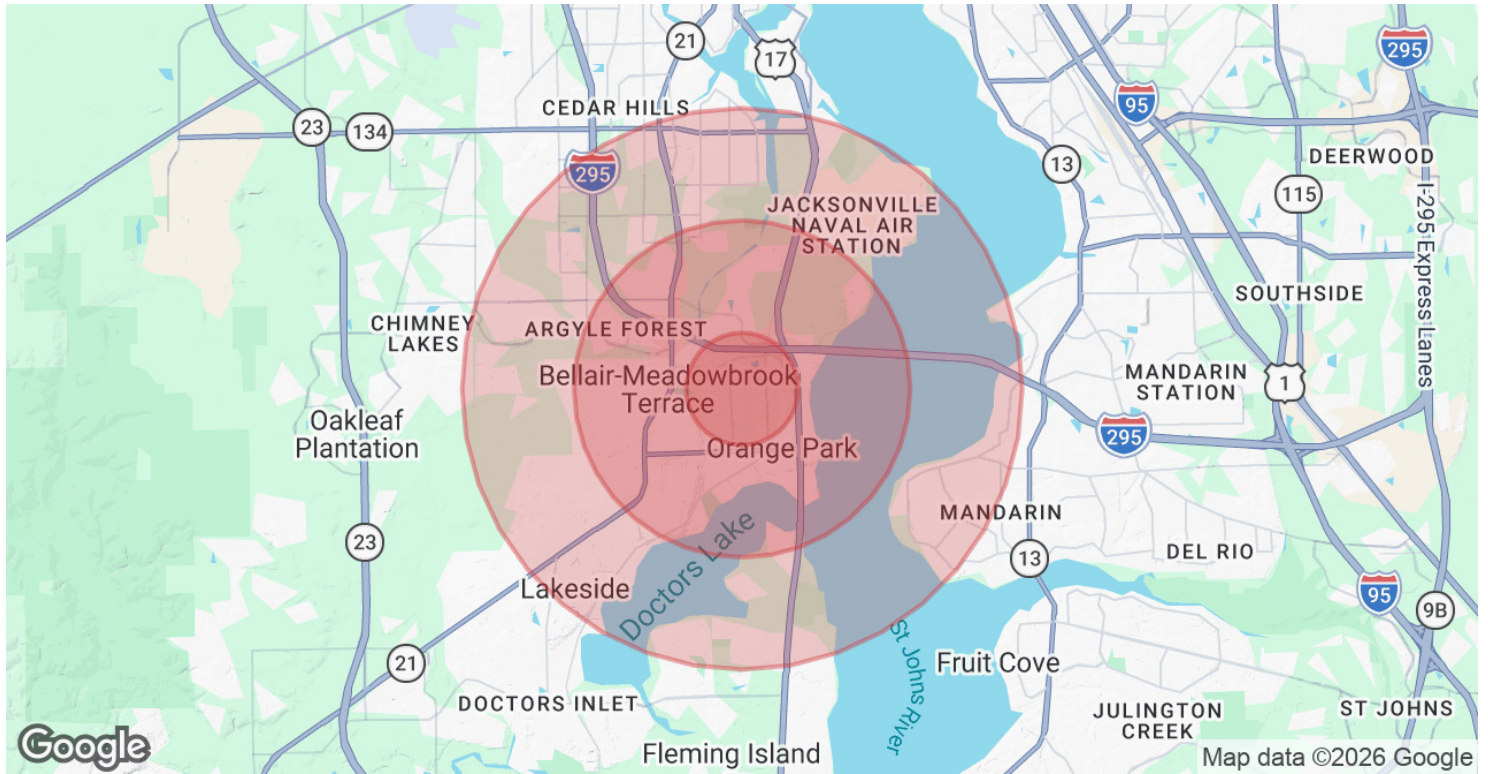 21
17
295
95
CEDAR HILLS
23
134
13
DEERWOOD
295
115
JACKSONVILLE
NAVAL AIR
STATION
I-295 Express Lanes
SOUTHSIDE
CHIMNEY
LAKES
ARGYLE FOREST
Bellair-Meadowbrook
Terrace
MANDARIN
STATION
1
Oakleaf
Plantation
295
Orange Park
MANDARIN
23
Doctors Lake
13
DEL RIO
Lakeside
95
9B
St Johns River
21
Fruit Cove
DOCTORS INLET
JULINGTON
CREEK
ST JOHNS
Fleming Island
Google
Map data ©2026 Google